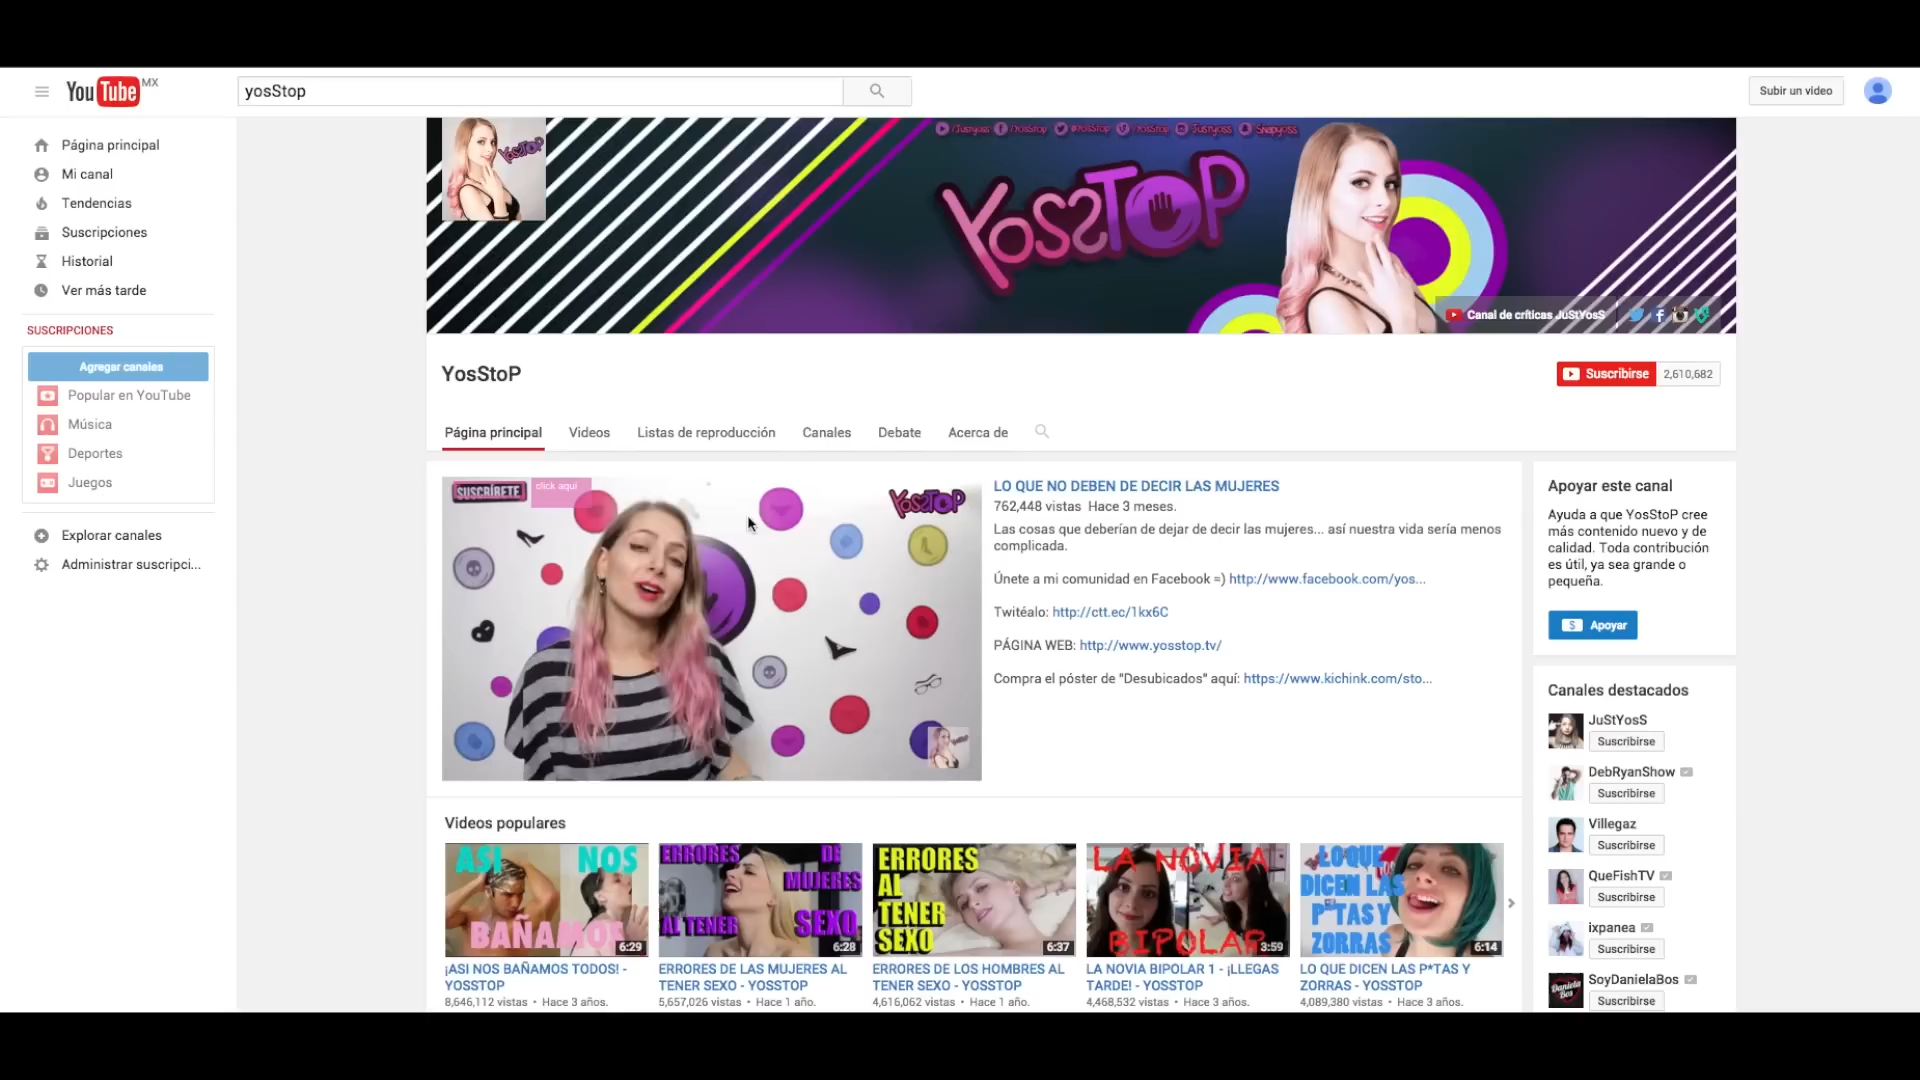 YouTube MX
yosStop
Subir un video
Página principal
Mi canal
Tendencias
Suscripciones
Historial
Ver más tarde
SUSCRIPCIONES
Agregar canales
Popular en YouTube
Música
Deportes
Juegos
Explorar canales
Administrar suscripci...
YosSToP
/Justyoss /YosStop @YosStop /YosStop Justyoss Snapyoss
YosSToP
Canal de críticas JuStYosS
YosStoP
Suscribirse 2,610,682
Página principal Videos Listas de reproducción Canales Debate Acerca de
SUSCRÍBETE
click aqui
YosSToP
LO QUE NO DEBEN DE DECIR LAS MUJERES
762,448 vistas Hace 3 meses.
Las cosas que deberían de dejar de decir las mujeres... así nuestra vida sería menos
complicada.
Únete a mi comunidad en Facebook =) http://www.facebook.com/yos...
Twitéalo: http://ctt.ec/1kx6C
PÁGINA WEB: http://www.yosstop.tv/
Compra el póster de "Desubicados" aquí: https://www.kichink.com/sto...
Apoyar este canal
Ayuda a que YosStoP cree
más contenido nuevo y de
calidad. Toda contribución
es útil, ya sea grande o
pequeña.
Apoyar
Canales destacados
JuStYosS
Suscribirse
DebRyanShow
Suscribirse
Villegaz
Suscribirse
QueFishTV
Suscribirse
ixpanea
Suscribirse
Daniela
Bos
SoyDanielaBos
Suscribirse
Videos populares
ASI NOS
BAÑAMOS
6:29
¡ASI NOS BAÑAMOS TODOS! -
YOSSTOP
8,646,112 vistas • Hace 3 años.
ERRORES DE
MUJERES
AL TENER SEXO
6:28
ERRORES DE LAS MUJERES AL
TENER SEXO - YOSSTOP
5,657,026 vistas • Hace 1 año.
ERRORES
AL
TENER
SEXO
6:37
ERRORES DE LOS HOMBRES AL
TENER SEXO - YOSSTOP
4,616,062 vistas • Hace 1 año.
LA NOVIA
BIPOLAR
3:59
LA NOVIA BIPOLAR 1 - ¡LLEGAS
TARDE! - YOSSTOP
4,468,532 vistas • Hace 3 años.
LO QUE
DICEN LAS
P*TAS Y
ZORRAS
6:14
LO QUE DICEN LAS P*TAS Y
ZORRAS - YOSSTOP
4,089,380 vistas • Hace 3 años.